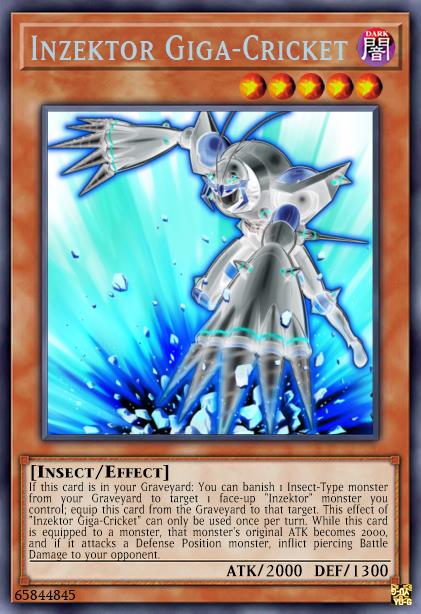 Inzektor Giga-Cricket
DARK
闇
[Insect/Effect]
If this card is in your Graveyard: You can banish 1 Insect-Type monster
from your Graveyard to target 1 face-up "Inzektor" monster you
control; equip this card from the Graveyard to that target. This effect of
"Inzektor Giga-Cricket" can only be used once per turn. While this card
is equipped to a monster, that monster's original ATK becomes 2000,
and if it attacks a Defense Position monster, inflict piercing Battle
Damage to your opponent.
ATK/2000 DEF/1300
65844845